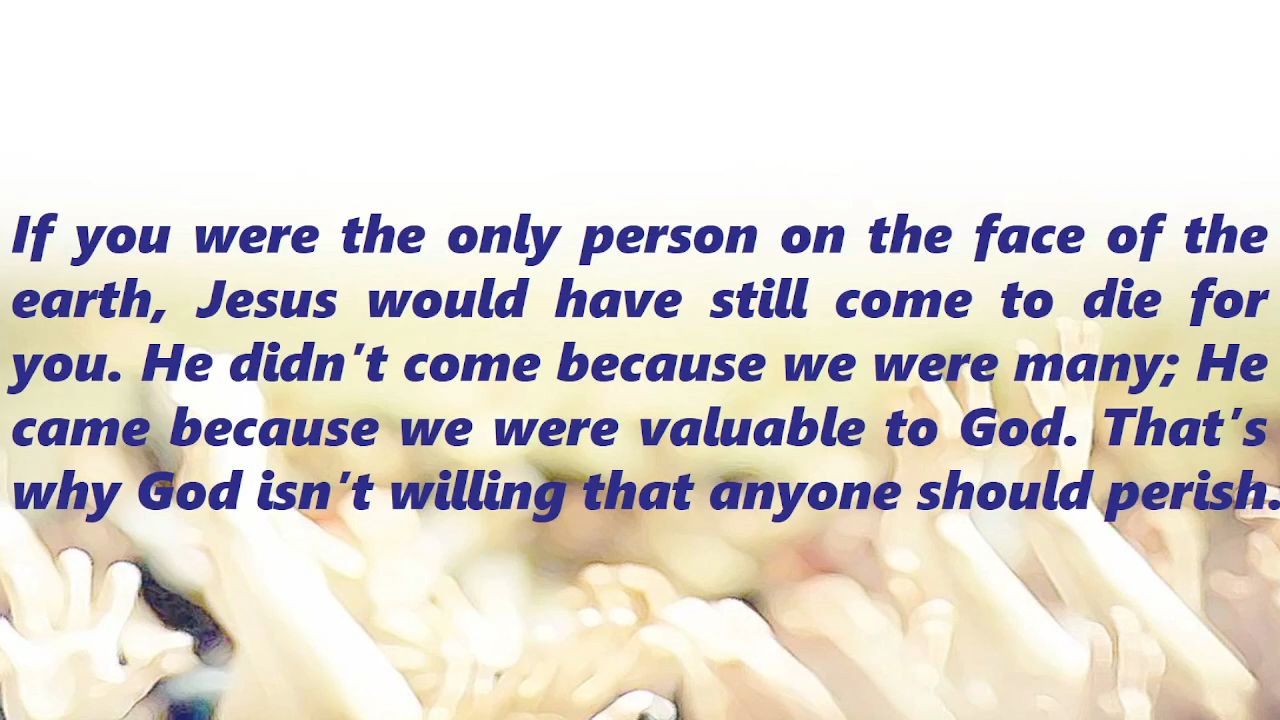 If you were the only person on the face of the
earth, Jesus would have still come to die for
you. He didn't come because we were many; He
came because we were valuable to God. That's
why God isn't willing that anyone should perish.